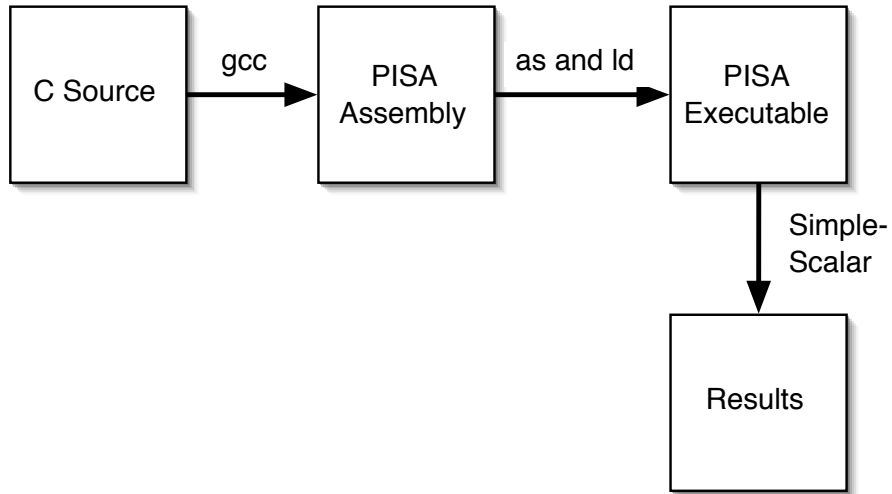 C Source
gcc
PISA
Assembly
as and ld
PISA
Executable
Simple-
Scalar
Results